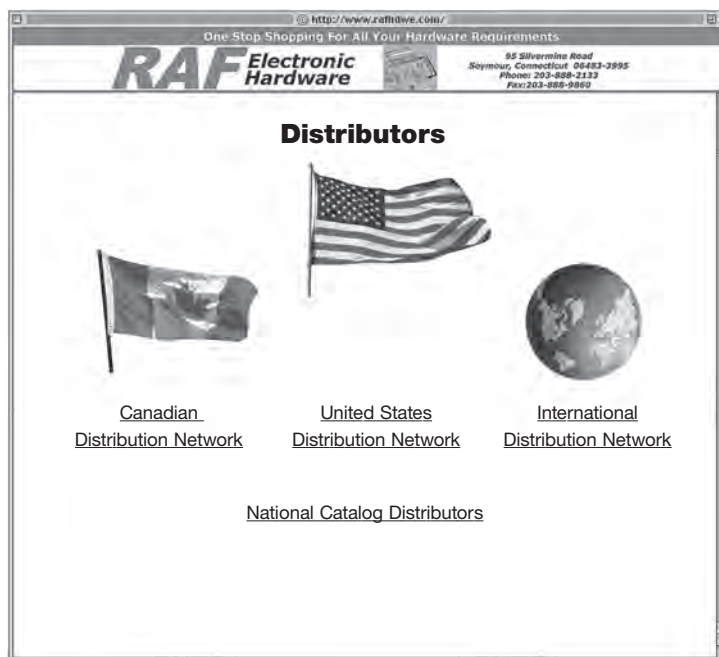 http://www.rafhdwe.com/
One Stop Shopping For All Your Hardware Requirements
RAF Electronic Hardware
95 Silvermine Road
Seymour, Connecticut 06483-3995
Phone: 203-888-2133
Fax:203-888-9860
Distributors
Canadian
Distribution Network
United States
Distribution Network
International
Distribution Network
National Catalog Distributors